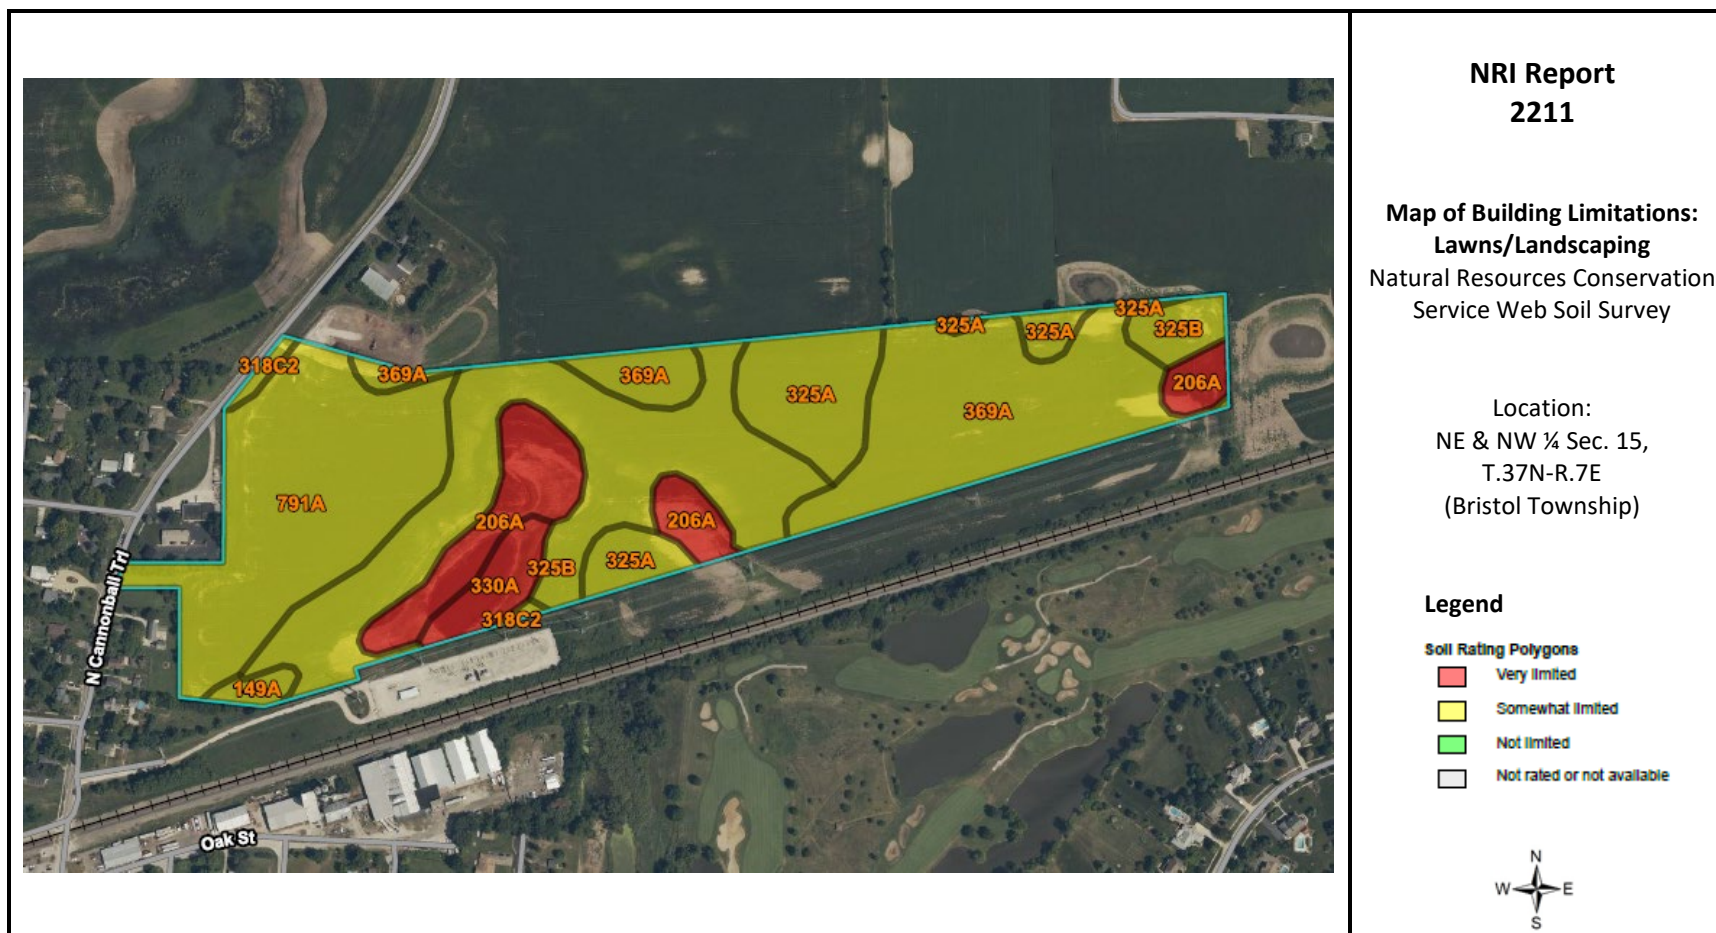 NRI Report
2211
Map of Building Limitations:
Lawns/Landscaping
Natural Resources Conservation
Service Web Soil Survey
Location:
NE & NW ¼ Sec. 15,
T.37N-R.7E
(Bristol Township)
Legend
Soil Rating Polygons
Very limited
Somewhat limited
Not limited
Not rated or not available
N
W E
S
325A
325A
325A
325B
318C2
369A
369A
206A
325A
369A
791A
206A
206A
325A
325B
330A
318C2
149A
N Cannonball Trl
Oak St